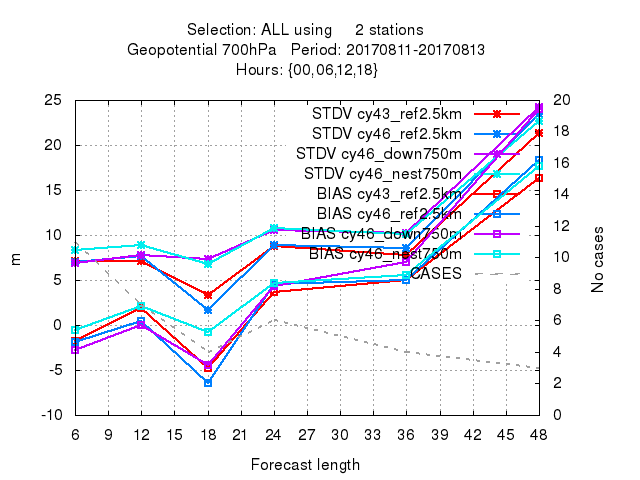 Selection: ALL using 2 stations
Geopotential 700hPa Period: 20170811-20170813
Hours: {00,06,12,18}
25 20
STDV cy43_ref2.5km
18
STDV cy46_ref2.5km
20
STDV cy46_down750m
16
STDV cy46_nest750m
15
BIAS cy43_ref2.5km
14
BIAS cy46_ref2.5km
10
BIAS cy46_down750m
12
BIAS cy46_nest750m
10
CASES
5
8
0
6
4
-5
2
-10 0
6 9 12 15 18 21 24 27 30 33 36 39 42 45 48
Forecast length
m
No cases